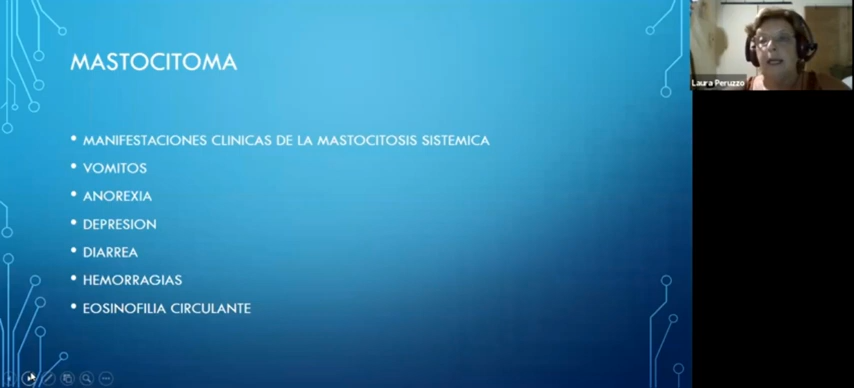 MASTOCITOMA
• MANIFESTACIONES CLINICAS DE LA MASTOCITOSIS SISTEMICA
• VOMITOS
• ANOREXIA
• DEPRESION
• DIARREA
• HEMORRAGIAS
• EOSINOFILIA CIRCULANTE
Laura Peruzzo